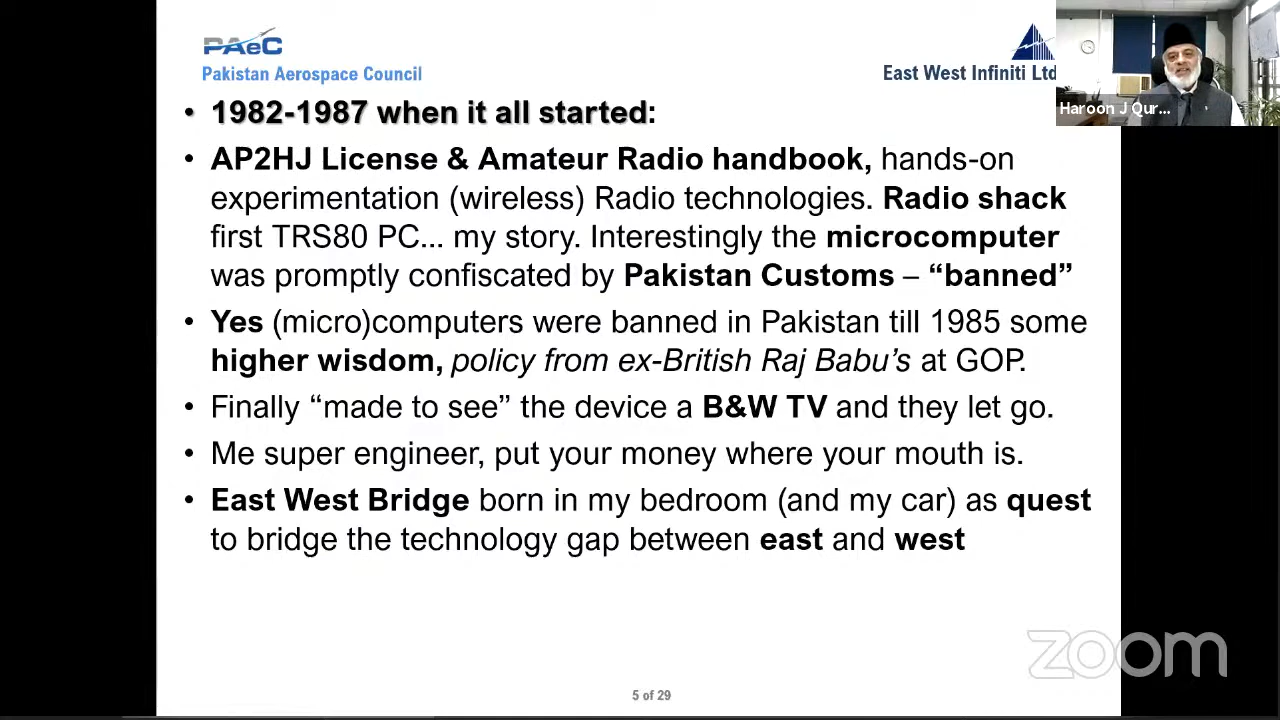 PAeC
Pakistan Aerospace Council
East West Infiniti Ltd
Haroon J Qur...
• 1982-1987 when it all started:
• AP2HJ License & Amateur Radio handbook, hands-on
experimentation (wireless) Radio technologies. Radio shack
first TRS80 PC... my story. Interestingly the microcomputer
was promptly confiscated by Pakistan Customs – “banned”
• Yes (micro)computers were banned in Pakistan till 1985 some
higher wisdom, policy from ex-British Raj Babu’s at GOP.
• Finally “made to see” the device a B&W TV and they let go.
• Me super engineer, put your money where your mouth is.
• East West Bridge born in my bedroom (and my car) as quest
to bridge the technology gap between east and west
zoom
5 of 29